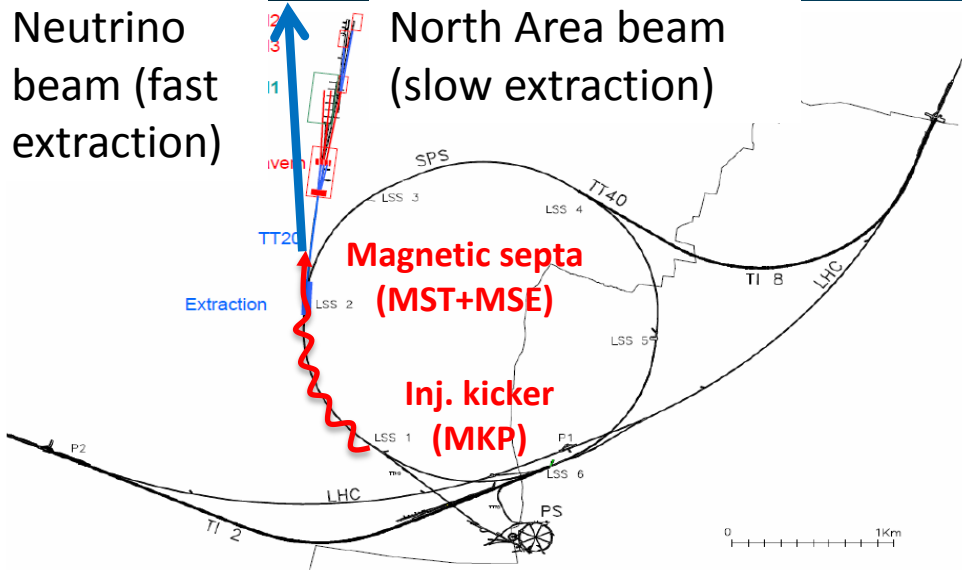 Neutrino
beam (fast
extraction)
North Area beam
(slow extraction)
SPS
LSS 3
LSS 4
TT40
TT20
Magnetic septa
(MST+MSE)
LHC
TI 8
Extraction
LSS 2
LSS 5
Inj. kicker
(MKP)
LSS 1
P1
P2
LSS 6
LHC
TI 2
PS
0
1Km